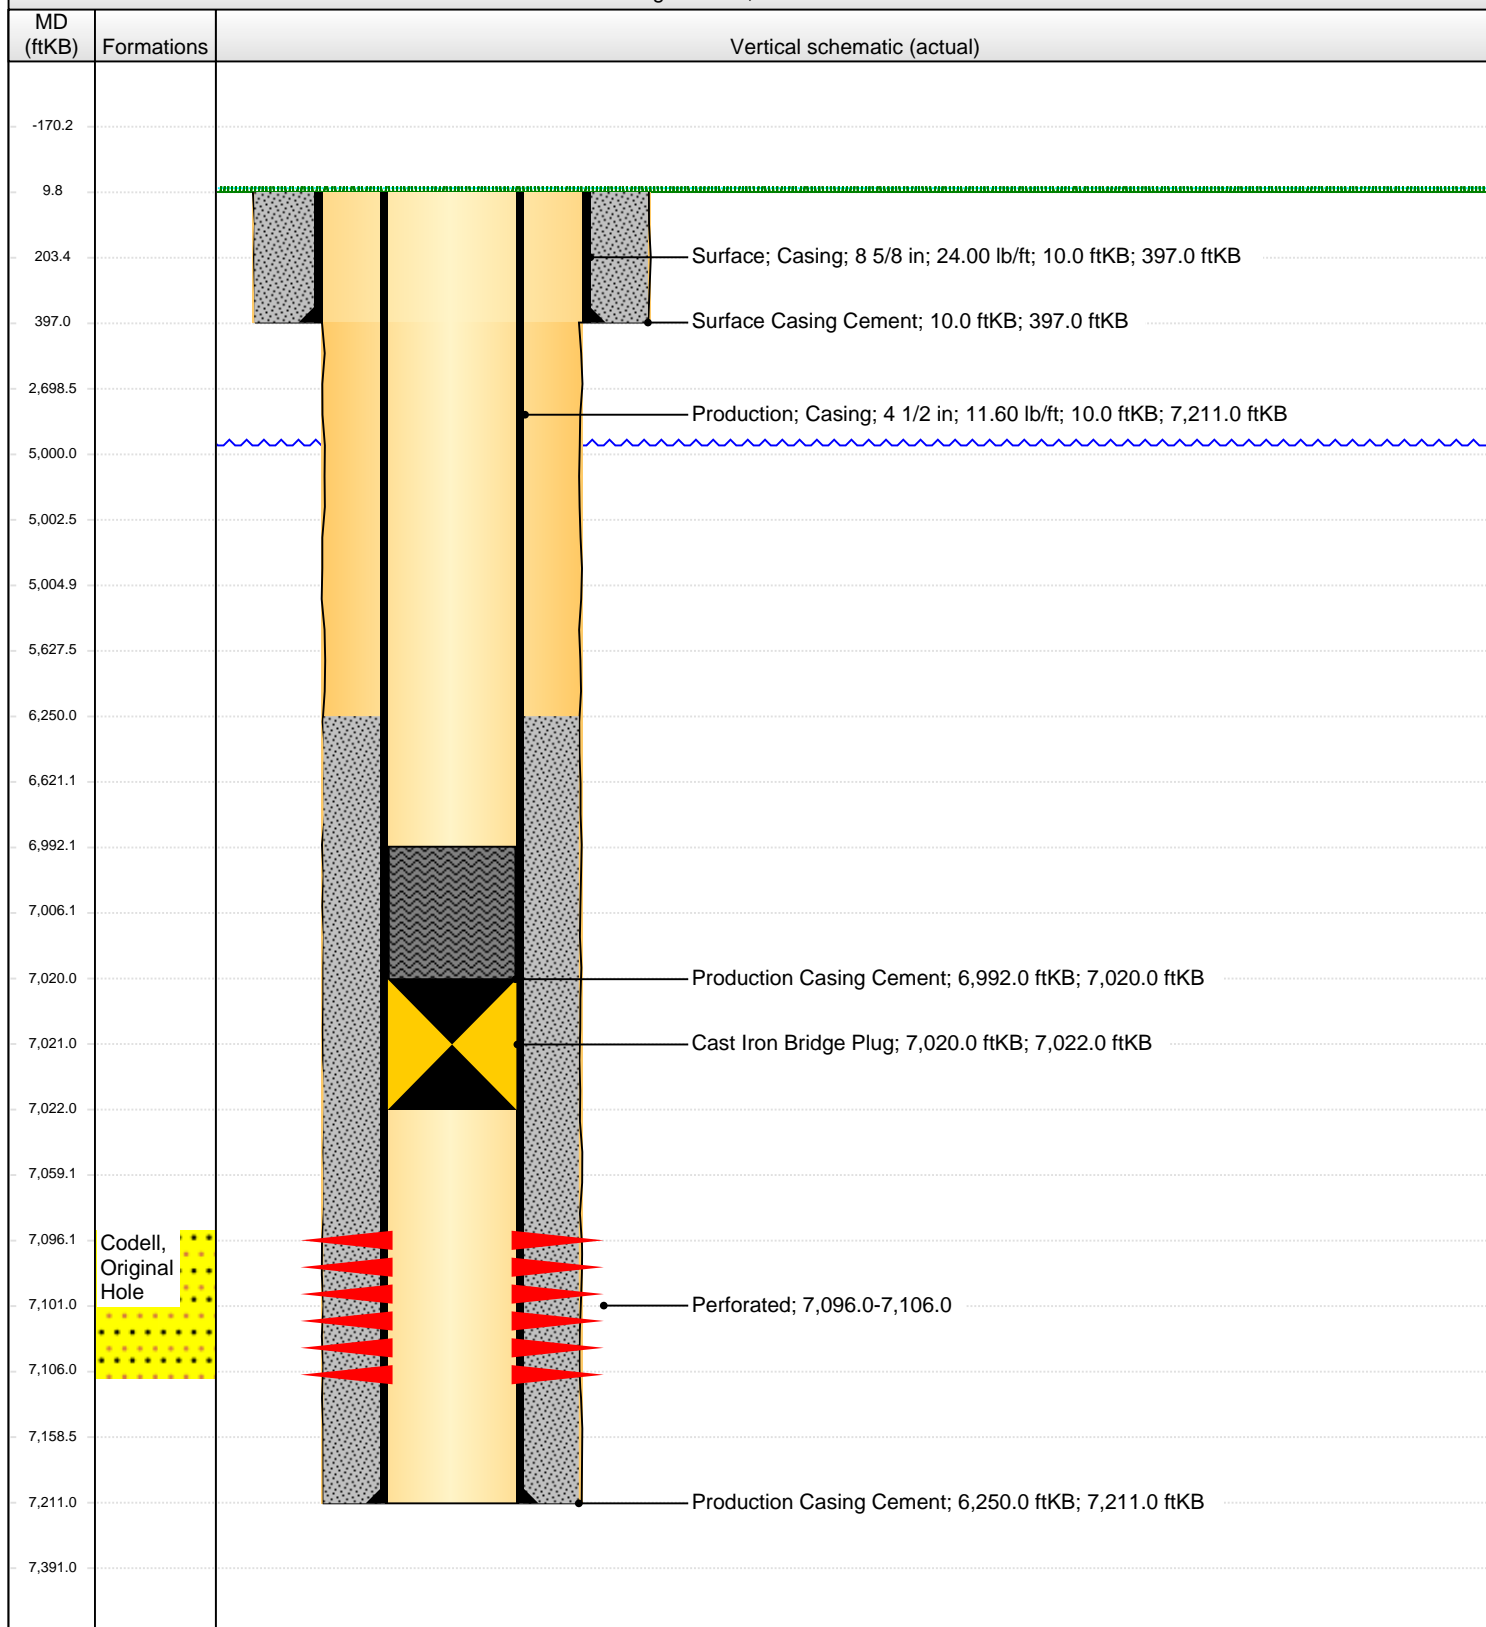 MD
(ftKB)
Formations
Vertical schematic (actual)
-170.2
9.8
203.4
Surface; Casing; 8 5/8 in; 24.00 lb/ft; 10.0 ftKB; 397.0 ftKB
397.0
Surface Casing Cement; 10.0 ftKB; 397.0 ftKB
2,698.5
Production; Casing; 4 1/2 in; 11.60 lb/ft; 10.0 ftKB; 7,211.0 ftKB
5,000.0
5,002.5
5,004.9
5,627.5
6,250.0
6,621.1
6,992.1
7,006.1
7,020.0
Production Casing Cement; 6,992.0 ftKB; 7,020.0 ftKB
7,021.0
Cast Iron Bridge Plug; 7,020.0 ftKB; 7,022.0 ftKB
7,022.0
7,059.1
7,096.1
Codell,
Original
Hole
7,101.0
Perforated; 7,096.0-7,106.0
7,106.0
7,158.5
7,211.0
Production Casing Cement; 6,250.0 ftKB; 7,211.0 ftKB
7,391.0